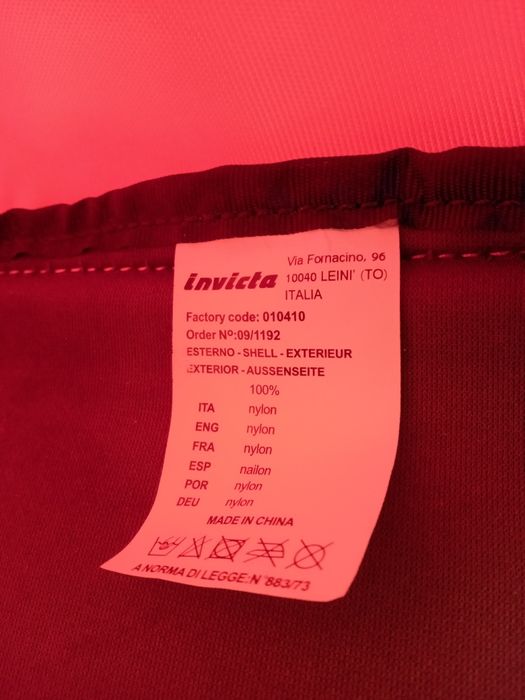 invicta
Via Fornacino, 96
10040 LEINI' (TO)
ITALIA
Factory code: 010410
Order Nº:09/1192
ESTERNO - SHELL - EXTERIEUR
EXTERIOR - AUSSENSEITE
100%
ITA nylon
ENG nylon
FRA nylon
ESP nailon
POR nylon
DEU nylon
MADE IN CHINA
A NORMA DI LEGGE: N°883/73